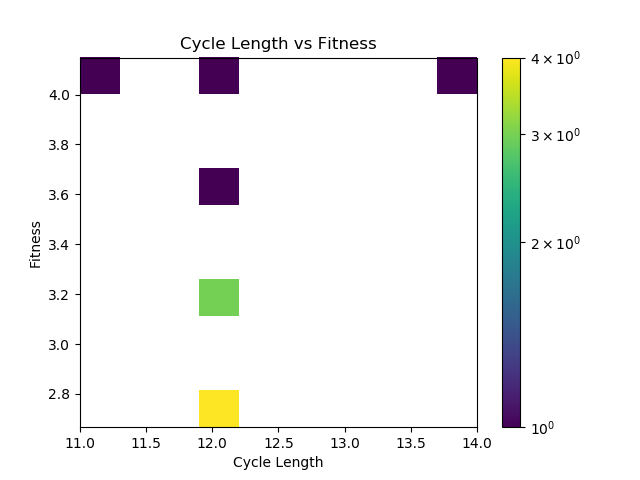 Cycle Length vs Fitness
Fitness
4.0
3.8
3.6
3.4
3.2
3.0
2.8
11.0 11.5 12.0 12.5 13.0 13.5 14.0
Cycle Length
4 × 10⁰
3 × 10⁰
2 × 10⁰
10⁰